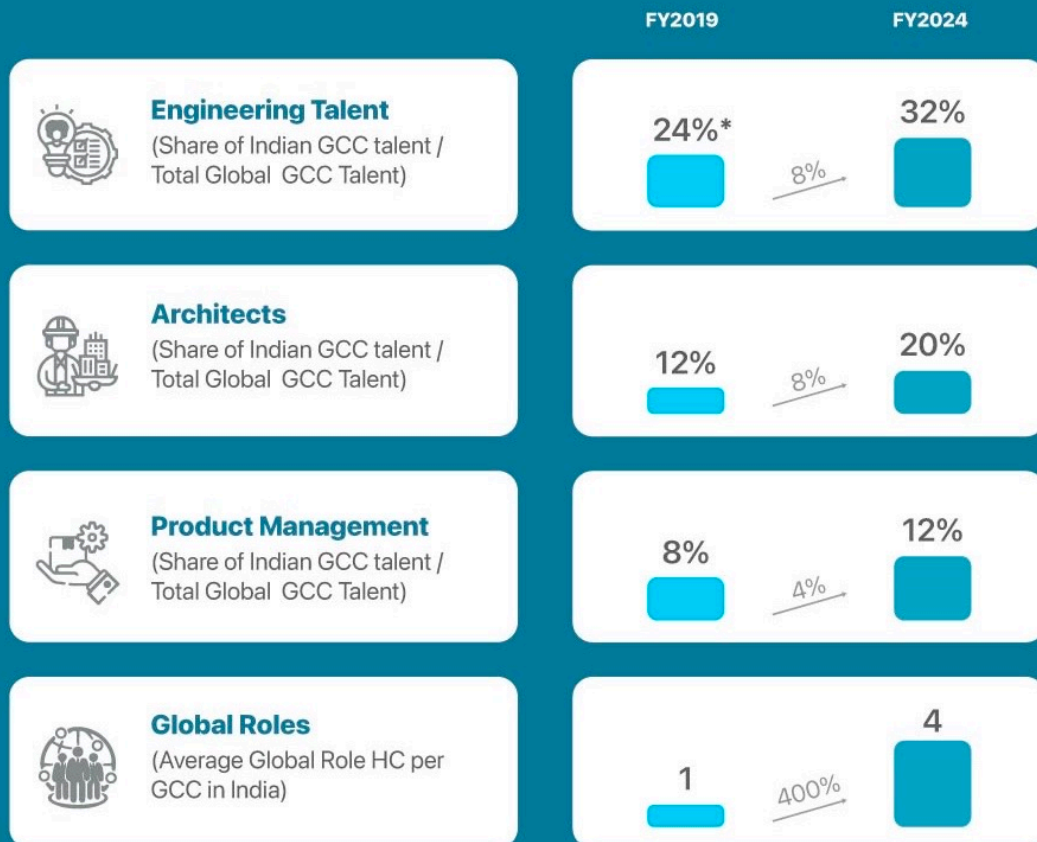 FY2019
FY2024
Engineering Talent
(Share of Indian GCC talent /
Total Global GCC Talent)
24%*
8%
32%
Architects
(Share of Indian GCC talent /
Total Global GCC Talent)
12%
8%
20%
Product Management
(Share of Indian GCC talent /
Total Global GCC Talent)
8%
4%
12%
Global Roles
(Average Global Role HC per
GCC in India)
1
400%
4